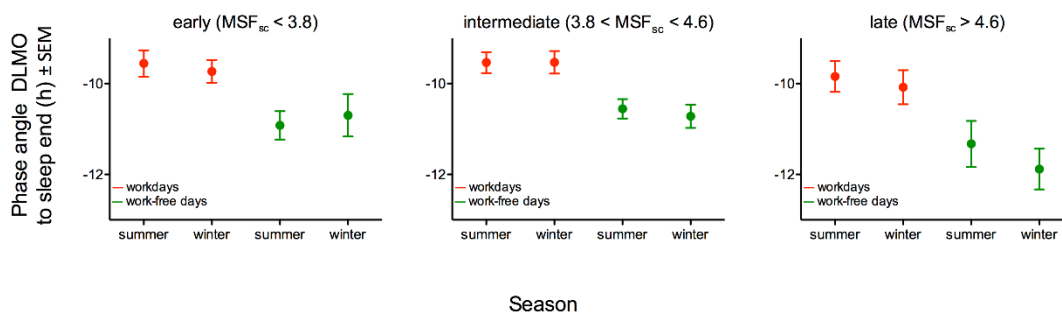 early (MSFsc < 3.8)
intermediate (3.8 < MSFsc < 4.6)
late (MSFsc > 4.6)
Phase angle DLMO
to sleep end (h) ± SEM
-10
-12
workdays
work-free days
summer winter summer winter
-10
-12
workdays
work-free days
summer winter summer winter
-10
-12
workdays
work-free days
summer winter summer winter
Season